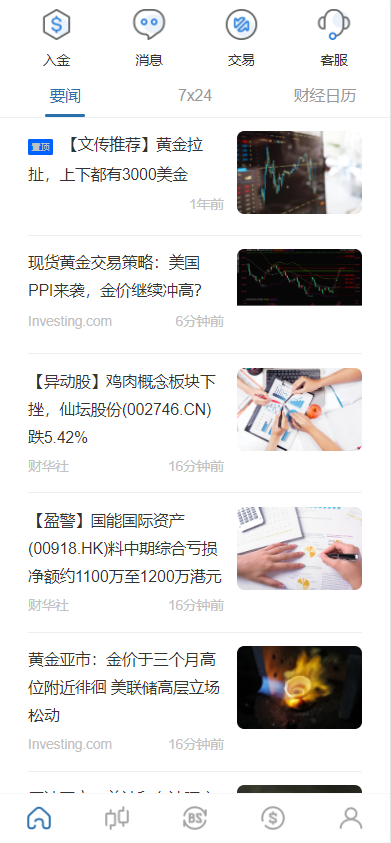 入金
消息
交易
客服
要闻
7x24
财经日历
置顶 【文传推荐】黄金拉
扯，上下都有3000美金
1年前
现货黄金交易策略：美国
PPI来袭，金价继续冲高？
Investing.com
6分钟前
【异动股】鸡肉概念板块下
挫，仙坛股份(002746.CN)
跌5.42%
财华社
16分钟前
【盈警】国能国际资产
(00918.HK)料中期综合亏损
净额约1100万至1200万港元
财华社
16分钟前
黄金亚市：金价于三个月高
位附近徘徊 美联储高层立场
松动
Investing.com
16分钟前
BS
$